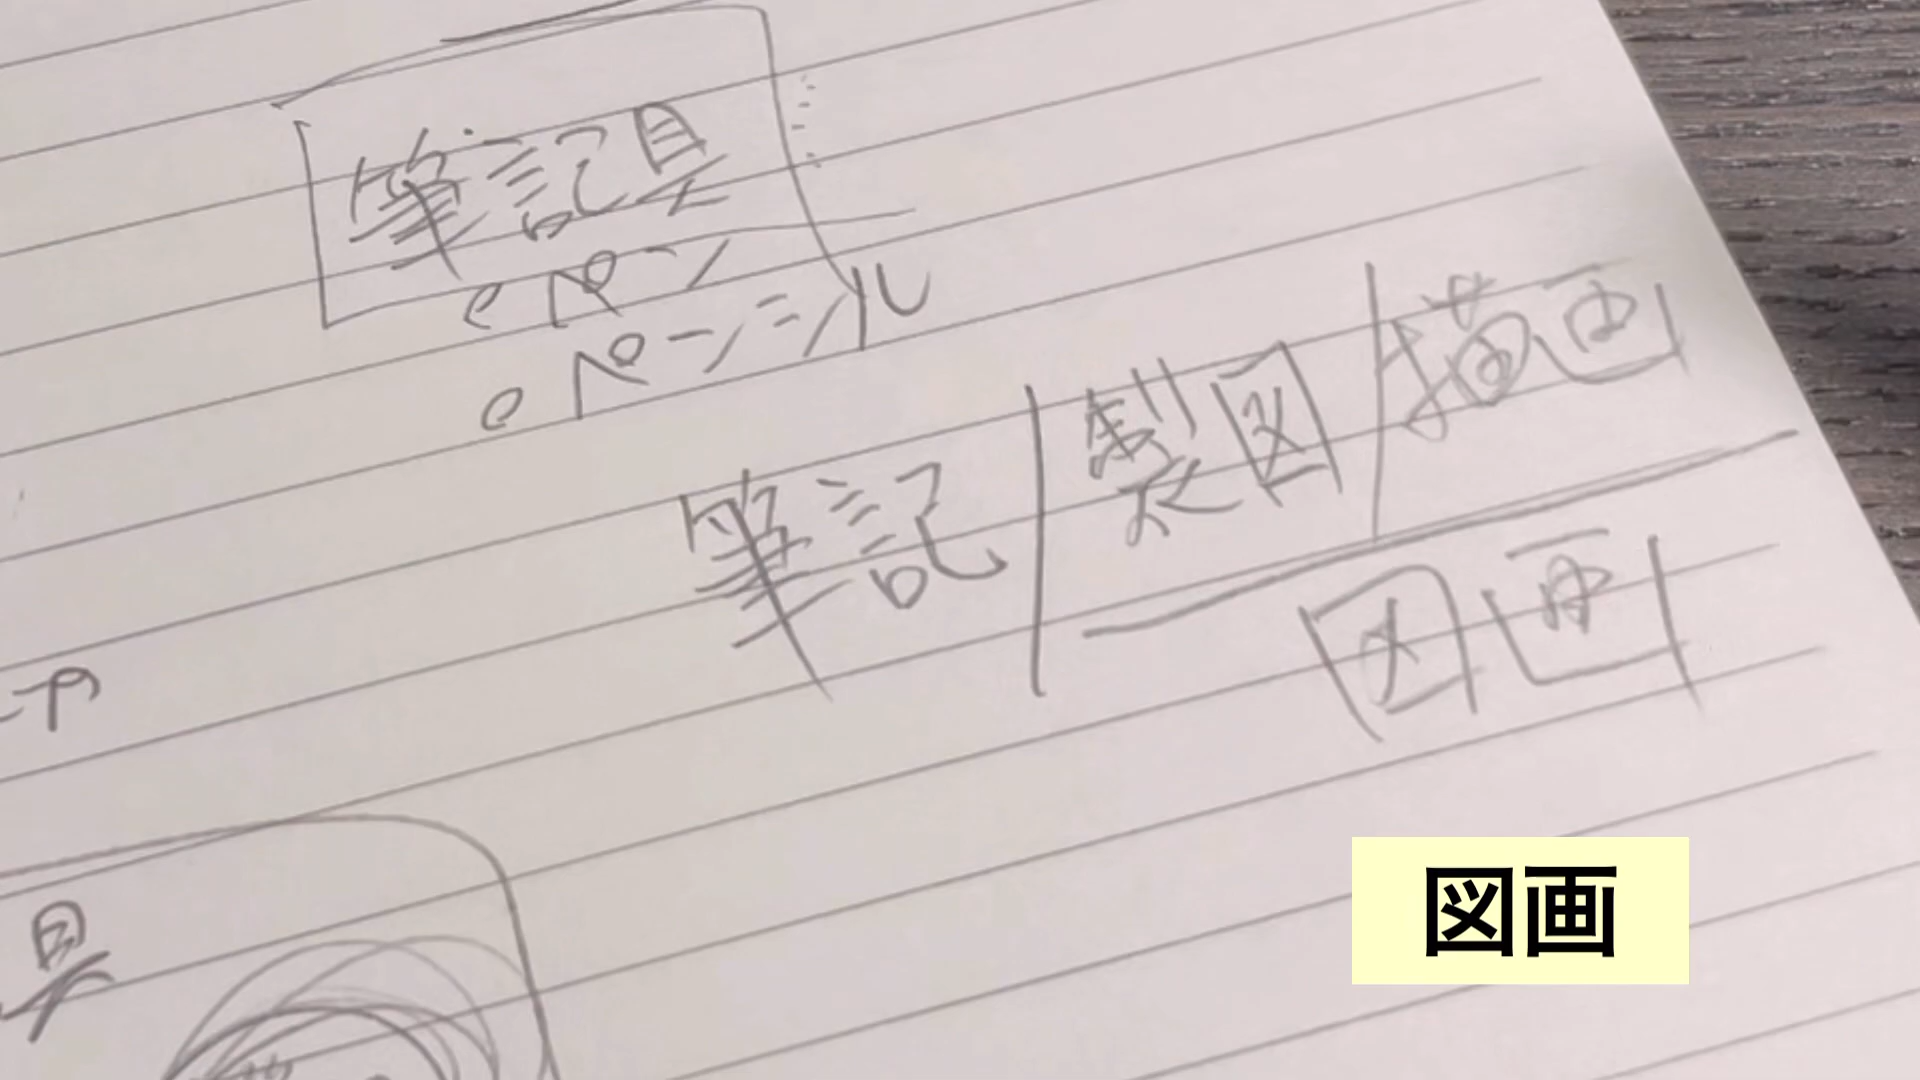 筆記具
ペン
ペンシル
筆記 製図 描画
図画
図画